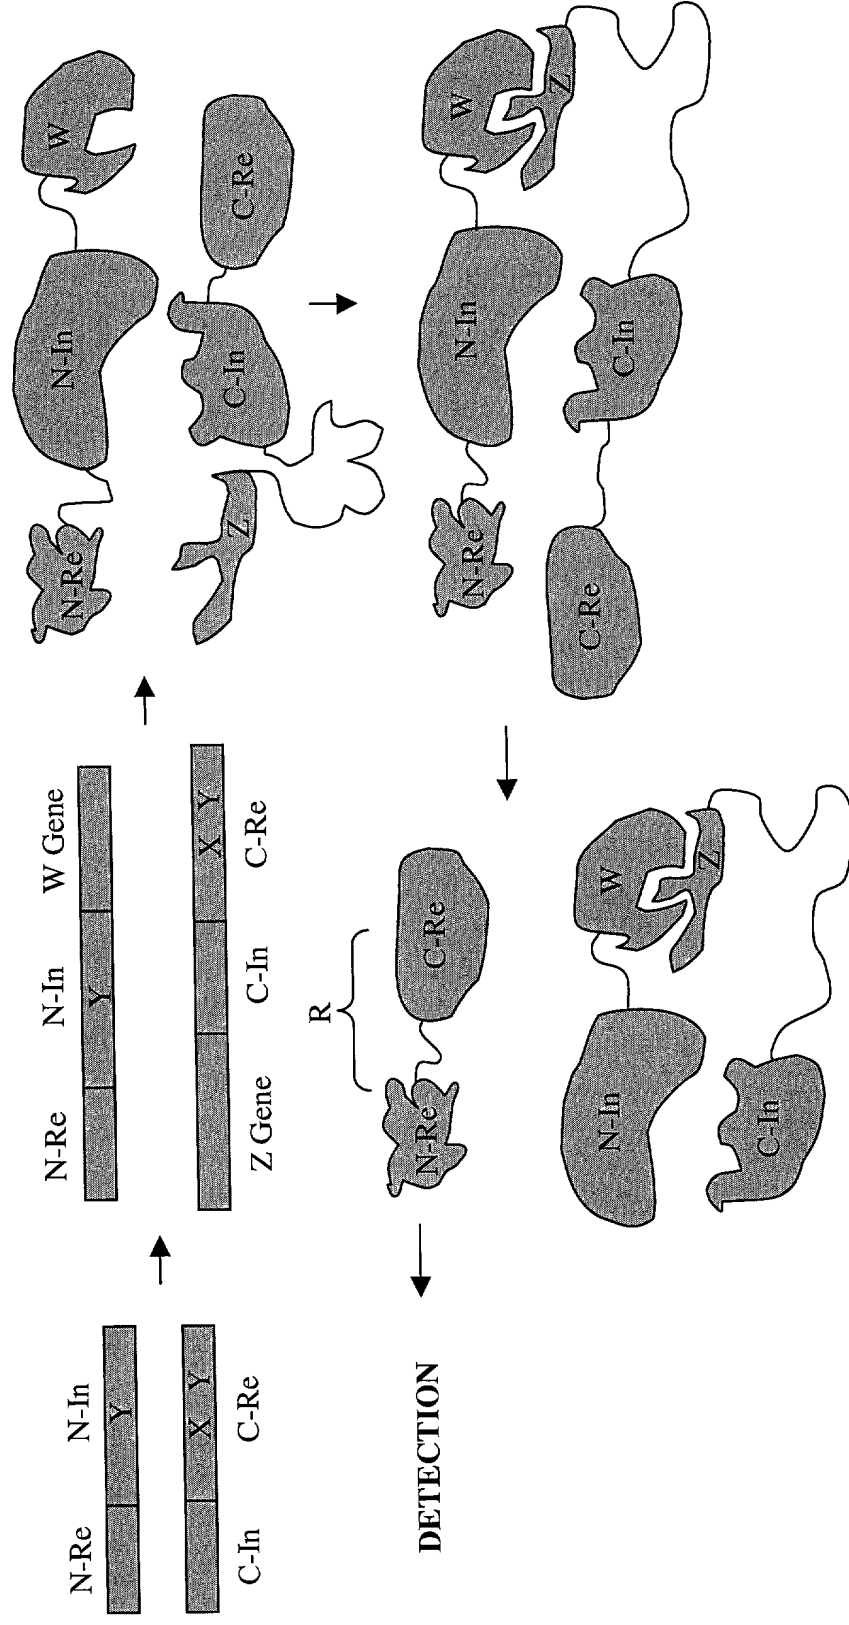 N-Re N-In
Y
X Y
C-In C-Re
N-Re N-In W Gene
Y
X Y
Z Gene C-In C-Re
N-Re N-In W
Z C-In C-Re
N-Re N-In W
Z
C-Re C-In
R
N-Re C-Re
DETECTION
N-In W
Z
C-In